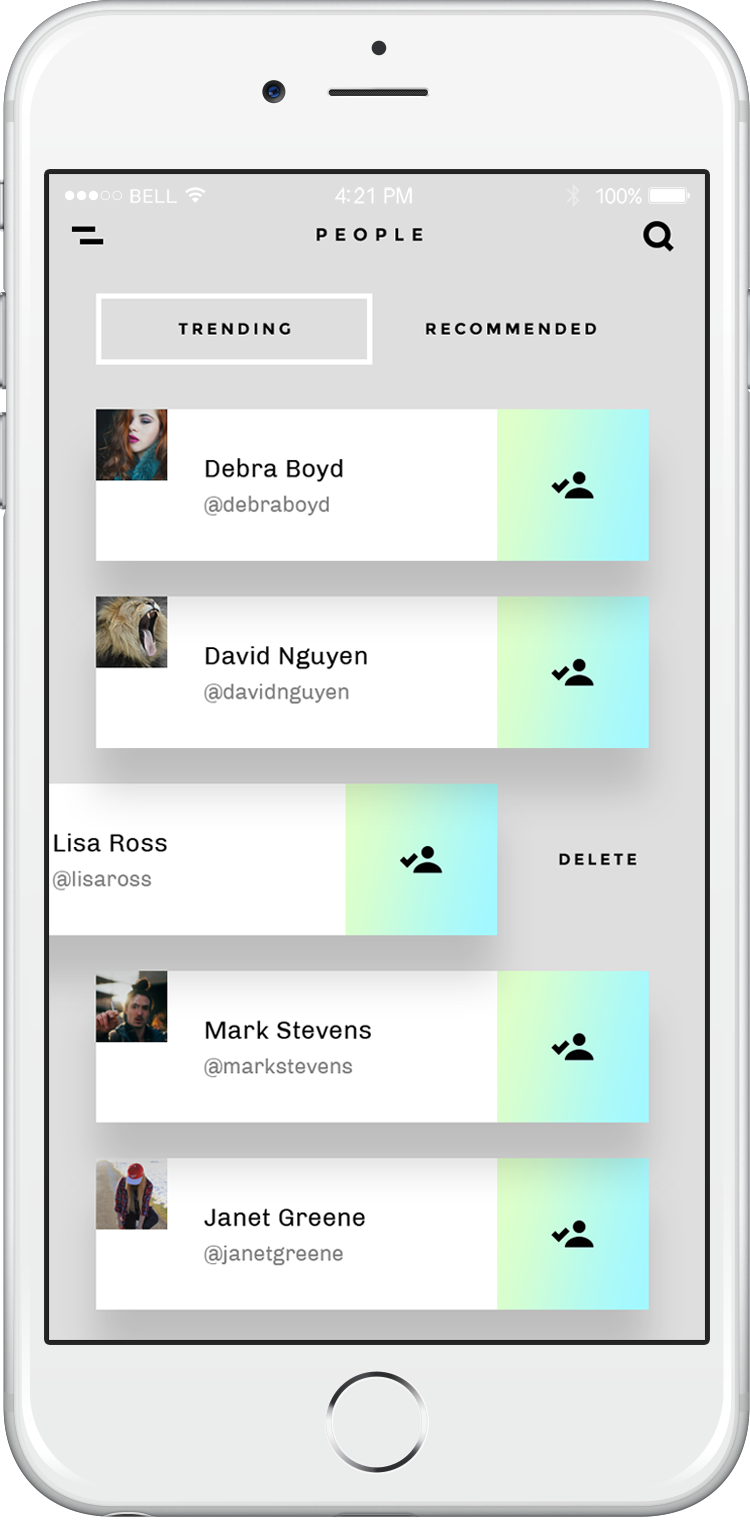 BELL 4:21 PM 100%
PEOPLE
TRENDING RECOMMENDED
Debra Boyd
@debraboyd
David Nguyen
@davidnguyen
Lisa Ross
@lisaross
DELETE
Mark Stevens
@markstevens
Janet Greene
@janetgreene